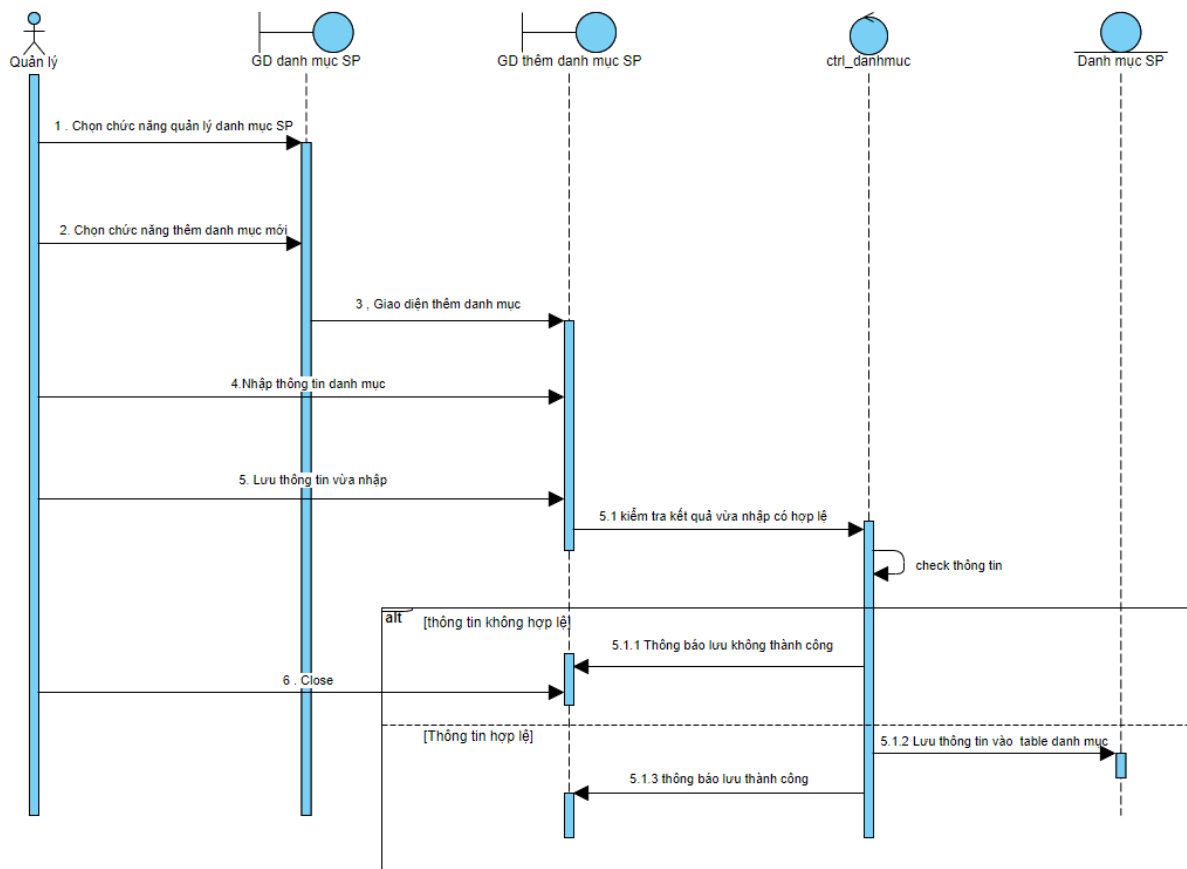 Quản lý
GD danh mục SP
GD thêm danh mục SP
ctrl_danhmuc
Danh mục SP
1 . Chọn chức năng quản lý danh mục SP
2. Chọn chức năng thêm danh mục mới
3 , Giao diện thêm danh mục
4.Nhập thông tin danh mục
5. Lưu thông tin vừa nhập
5.1 kiểm tra kết quả vừa nhập có hợp lệ
check thông tin
alt
[thông tin không hợp lệ]
5.1.1 Thông báo lưu không thành công
6 . Close
[Thông tin hợp lệ]
5.1.2 Lưu thông tin vào table danh mục
5.1.3 thông báo lưu thành công